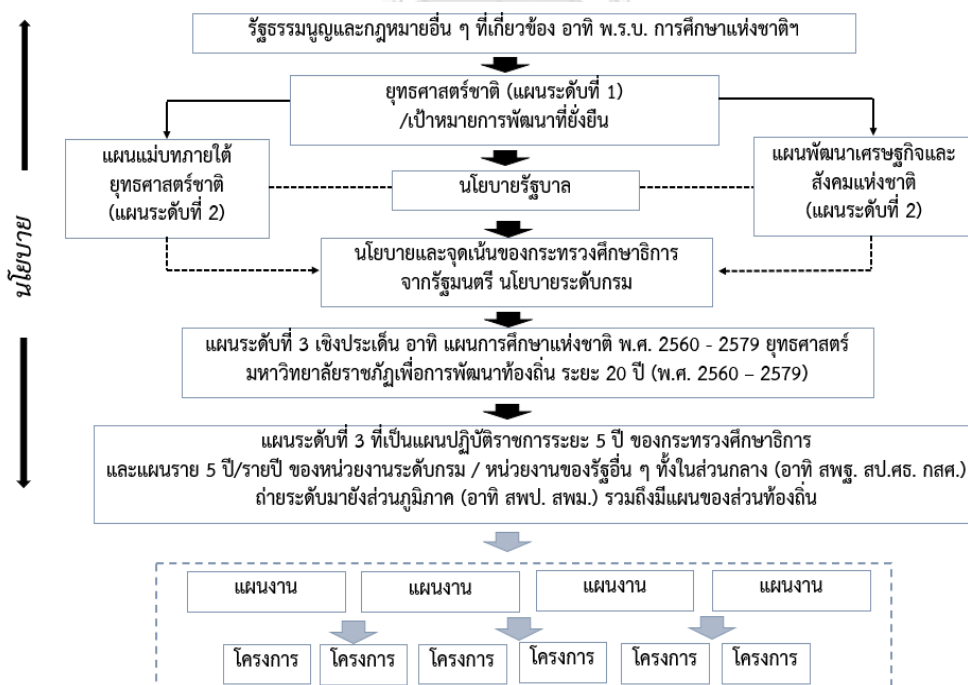 รัฐธรรมนูญและกฎหมายอื่น ๆ ที่เกี่ยวข้อง อาทิ พ.ร.บ. การศึกษาแห่งชาติฯ
ยุทธศาสตร์ชาติ (แผนระดับที่ 1)
/เป้าหมายการพัฒนาที่ยั่งยืน
แผนแม่บทภายใต้
ยุทธศาสตร์ชาติ
(แผนระดับที่ 2)
นโยบายรัฐบาล
แผนพัฒนาเศรษฐกิจและ
สังคมแห่งชาติ
(แผนระดับที่ 2)
นโยบาย
นโยบายและจุดเน้นของกระทรวงศึกษาธิการ
จากรัฐมนตรี นโยบายระดับกรม
แผนระดับที่ 3 เชิงประเด็น อาทิ แผนการศึกษาแห่งชาติ พ.ศ. 2560 - 2579 ยุทธศาสตร์
มหาวิทยาลัยราชภัฏเพื่อการพัฒนาท้องถิ่น ระยะ 20 ปี (พ.ศ. 2560 – 2579)
แผนระดับที่ 3 ที่เป็นแผนปฏิบัติราชการระยะ 5 ปี ของกระทรวงศึกษาธิการ
และแผนราย 5 ปี/รายปี ของหน่วยงานระดับกรม / หน่วยงานของรัฐอื่น ๆ ทั้งในส่วนกลาง (อาทิ สพฐ. สป.ศธ. กสศ.)
ถ่ายระดับมายังส่วนภูมิภาค (อาทิ สพป. สพม.) รวมถึงมีแผนของส่วนท้องถิ่น
แผนงาน แผนงาน แผนงาน แผนงาน
โครงการ โครงการ โครงการ โครงการ โครงการ โครงการ